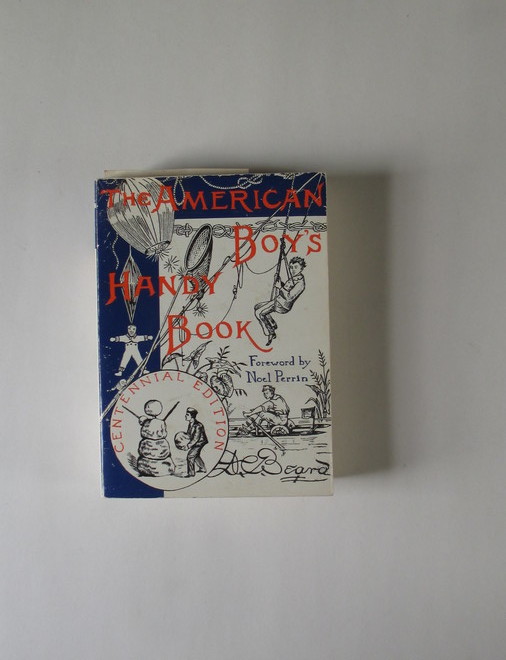 THE AMERICAN
BOY'S
HANDY
BOOK
Foreword by
Noel Perrin
CENTENNIAL EDITION
D.C. Beard